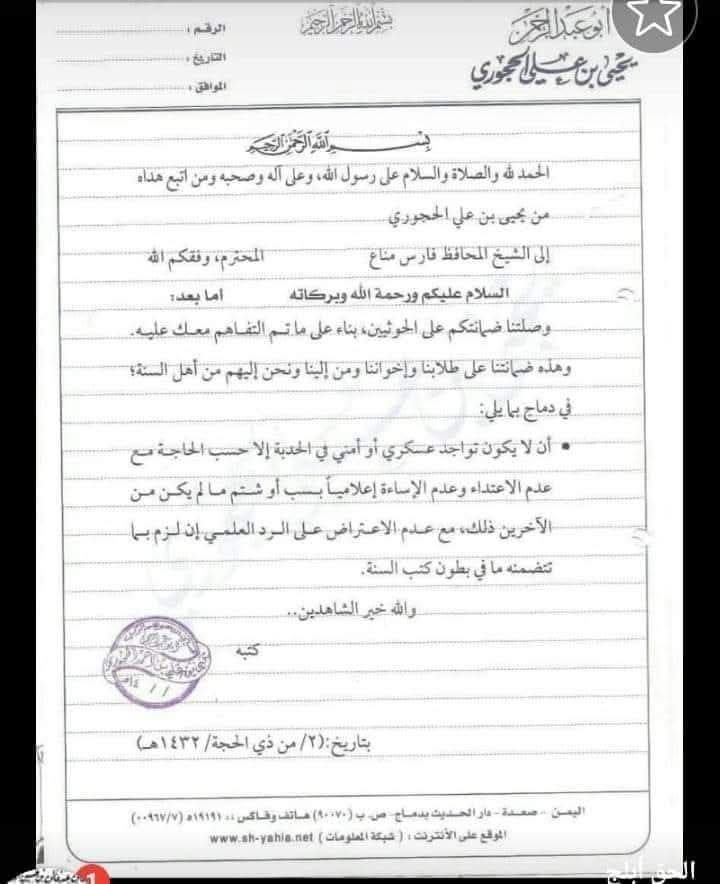 أبو عبد الرحمن
يحيى بن علي الحجوري
بسم الله الرحمن الرحيم
الرقم :
التاريخ :
الموافق :
بسم الله الرحمن الرحيم
الحمد لله والصلاة والسلام على رسول الله، وعلى آله وصحبه ومن اتبع هداه
من يحيى بن علي الحجوري
إلى الشيخ المحافظ فارس مناع المحترم، وفقكم الله
السلام عليكم ورحمة الله وبركاته أما بعد:
وصلتنا ضمانتكم على الحوثيين، بناء على ما تم التفاهم معك عليه.
وهذه ضمانتنا على طلابنا وإخواننا ومن إلينا ونحن إليهم من أهل السنة؛
في دماج بما يلي:
• أن لا يكون تواجد عسكري أو أمني في الحدبة إلا حسب الحاجة مع
عدم الاعتداء وعدم الإساءة إعلامياً بسب أو شتم ما لم يكن من
الآخرين ذلك، مع عدم الاعتراض على الرد العلمي إن لزم بما
تتضمنه ما في بطون كتب السنة.
والله خير الشاهدين..
كتبه
بتاريخ:(٢/ من ذي الحجة/ ١٤٣٢هـ)
اليمن - صعدة - دار الحديث بدماج - ص. ب (٩٠٠٧٠) هاتف وفاكس :. ٥١٩١٩١ (٠٠٩٦٧/٧)
الموقع على الأنترنت : ( شبكة المعلومات ) www.sh-yahia.net
الحق أبلج
1